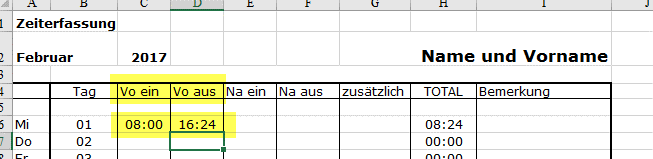 A B C D E F G H I J
1 Zeiterfassung
2 Februar 2017 Name und Vorname
3
4 Tag Vo ein Vo aus Na ein Na aus zusätzlich TOTAL Bemerkung
5
6 Mi 01 08:00 16:24 08:24
7 Do 02 00:00
8 Fr 03 00:00